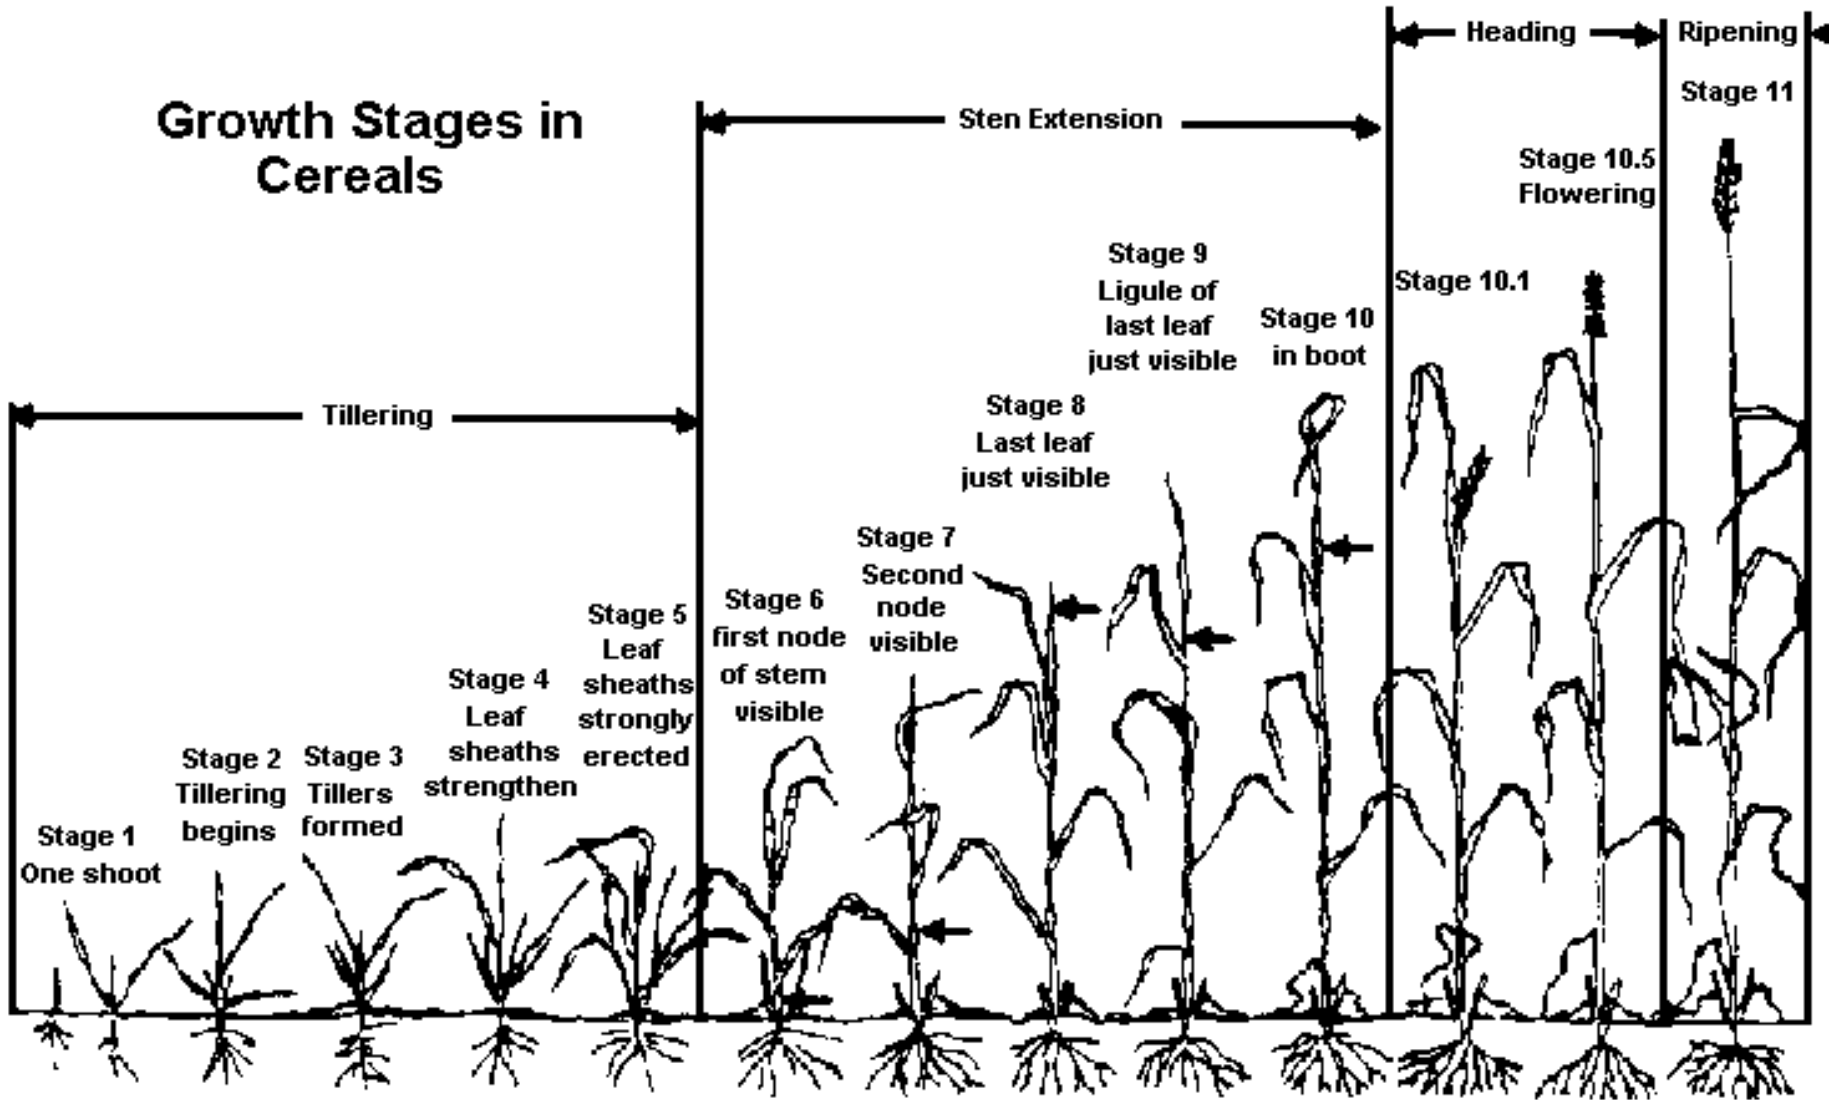 Growth Stages in
Cereals
Tillering
Sten Extension
Heading
Ripening
Stage 1
One shoot
Stage 2
Tillering
begins
Stage 3
Tillers
formed
Stage 4
Leaf
sheaths
strengthen
Stage 5
Leaf
sheaths
strongly
erected
Stage 6
first node
of stem
visible
Stage 7
Second
node
visible
Stage 8
Last leaf
just visible
Stage 9
Ligule of
last leaf
just visible
Stage 10
in boot
Stage 10.1
Stage 10.5
Flowering
Stage 11